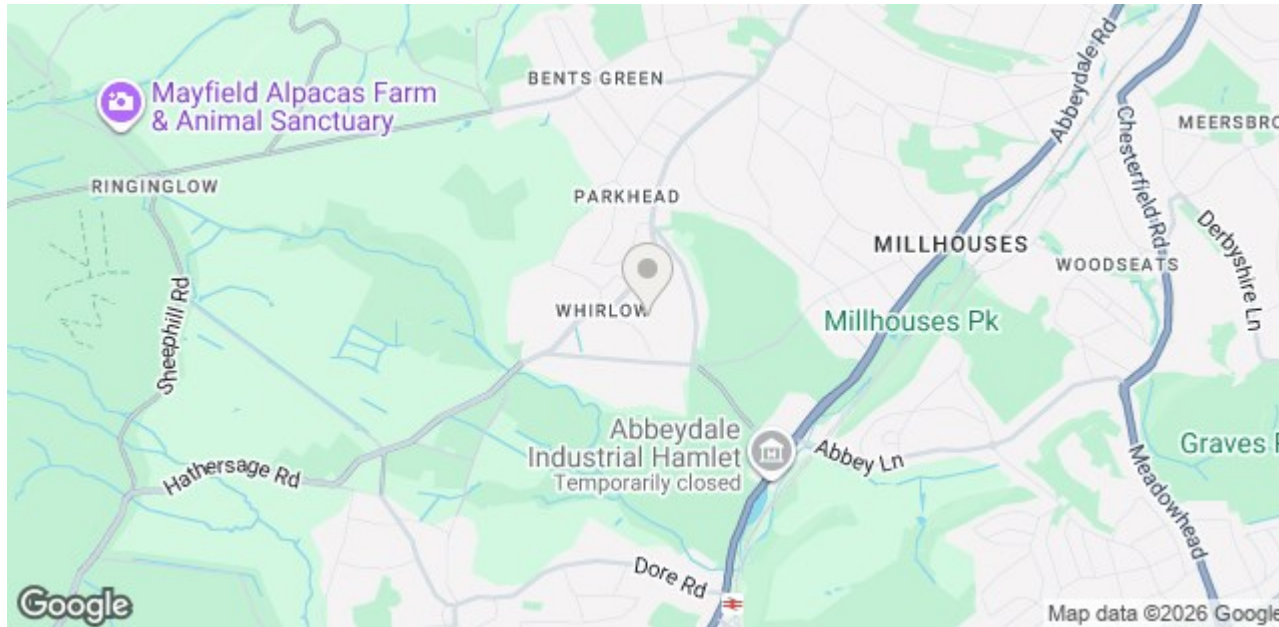 Abbeydale Rd
BENTS GREEN
Mayfield Alpacas Farm
& Animal Sanctuary
Chesterfield Rd
MEERSBRO
RINGINGLOW
PARKHEAD
MILLHOUSES
Derbyshire Ln
WOODSEATS
Sheephill Rd
WHIRLOW
Millhouses Pk
Abbeydale
Industrial Hamlet
Temporarily closed
Abbey Ln
Graves P
Hathersage Rd
Meadowhead
Dore Rd
Google
Map data ©2026 Google